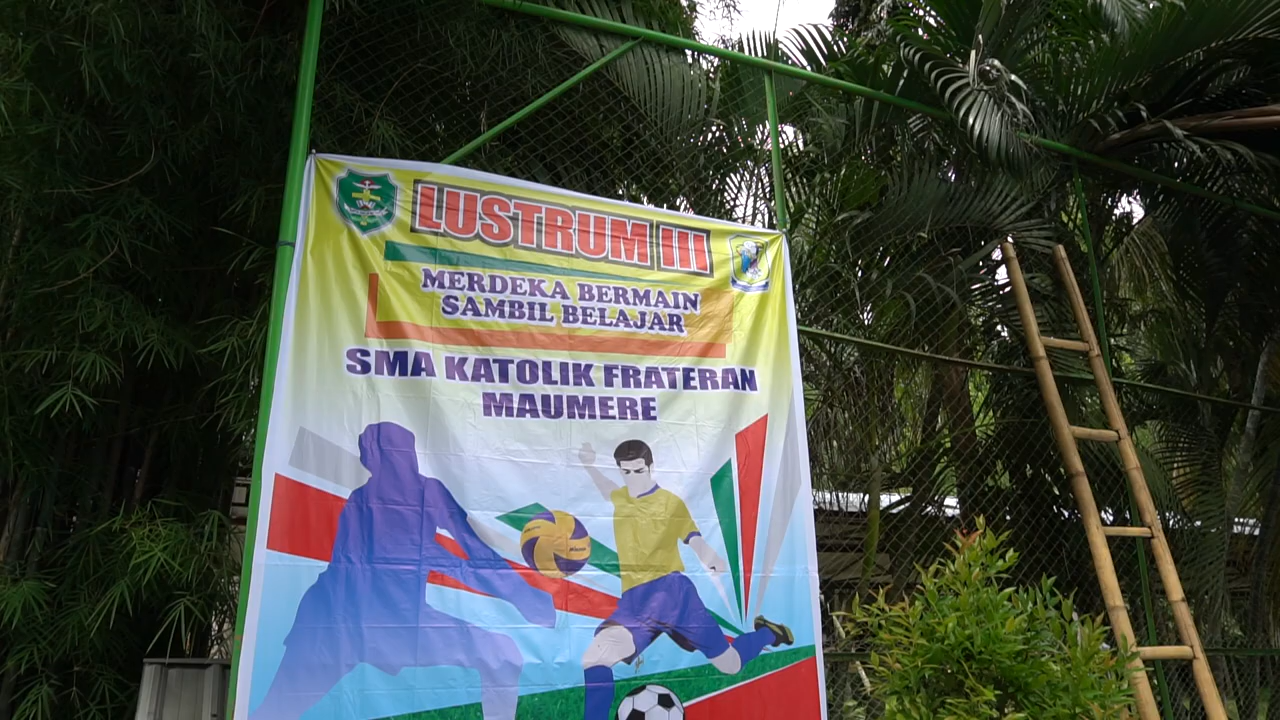 LUSTRUM III
MERDEKA BERMAIN
SAMBIL BELAJAR
SMA KATOLIK FRATERAN
MAUMERE